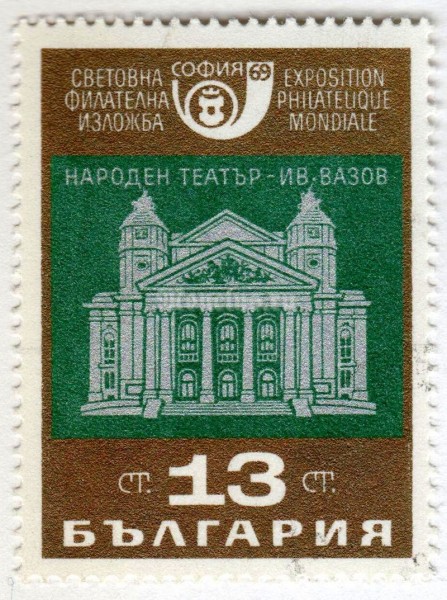 СОФИЯ 69
СВЕТОВНА
ФИЛАТЕЛНА
ИЗЛОЖБА
EXPOSITION
PHILATELIQUE
MONDIALE
НАРОДЕН ТЕАТЪР - ИВ. ВАЗОВ
СТ. 13 СТ.
БЪЛГАРИЯ